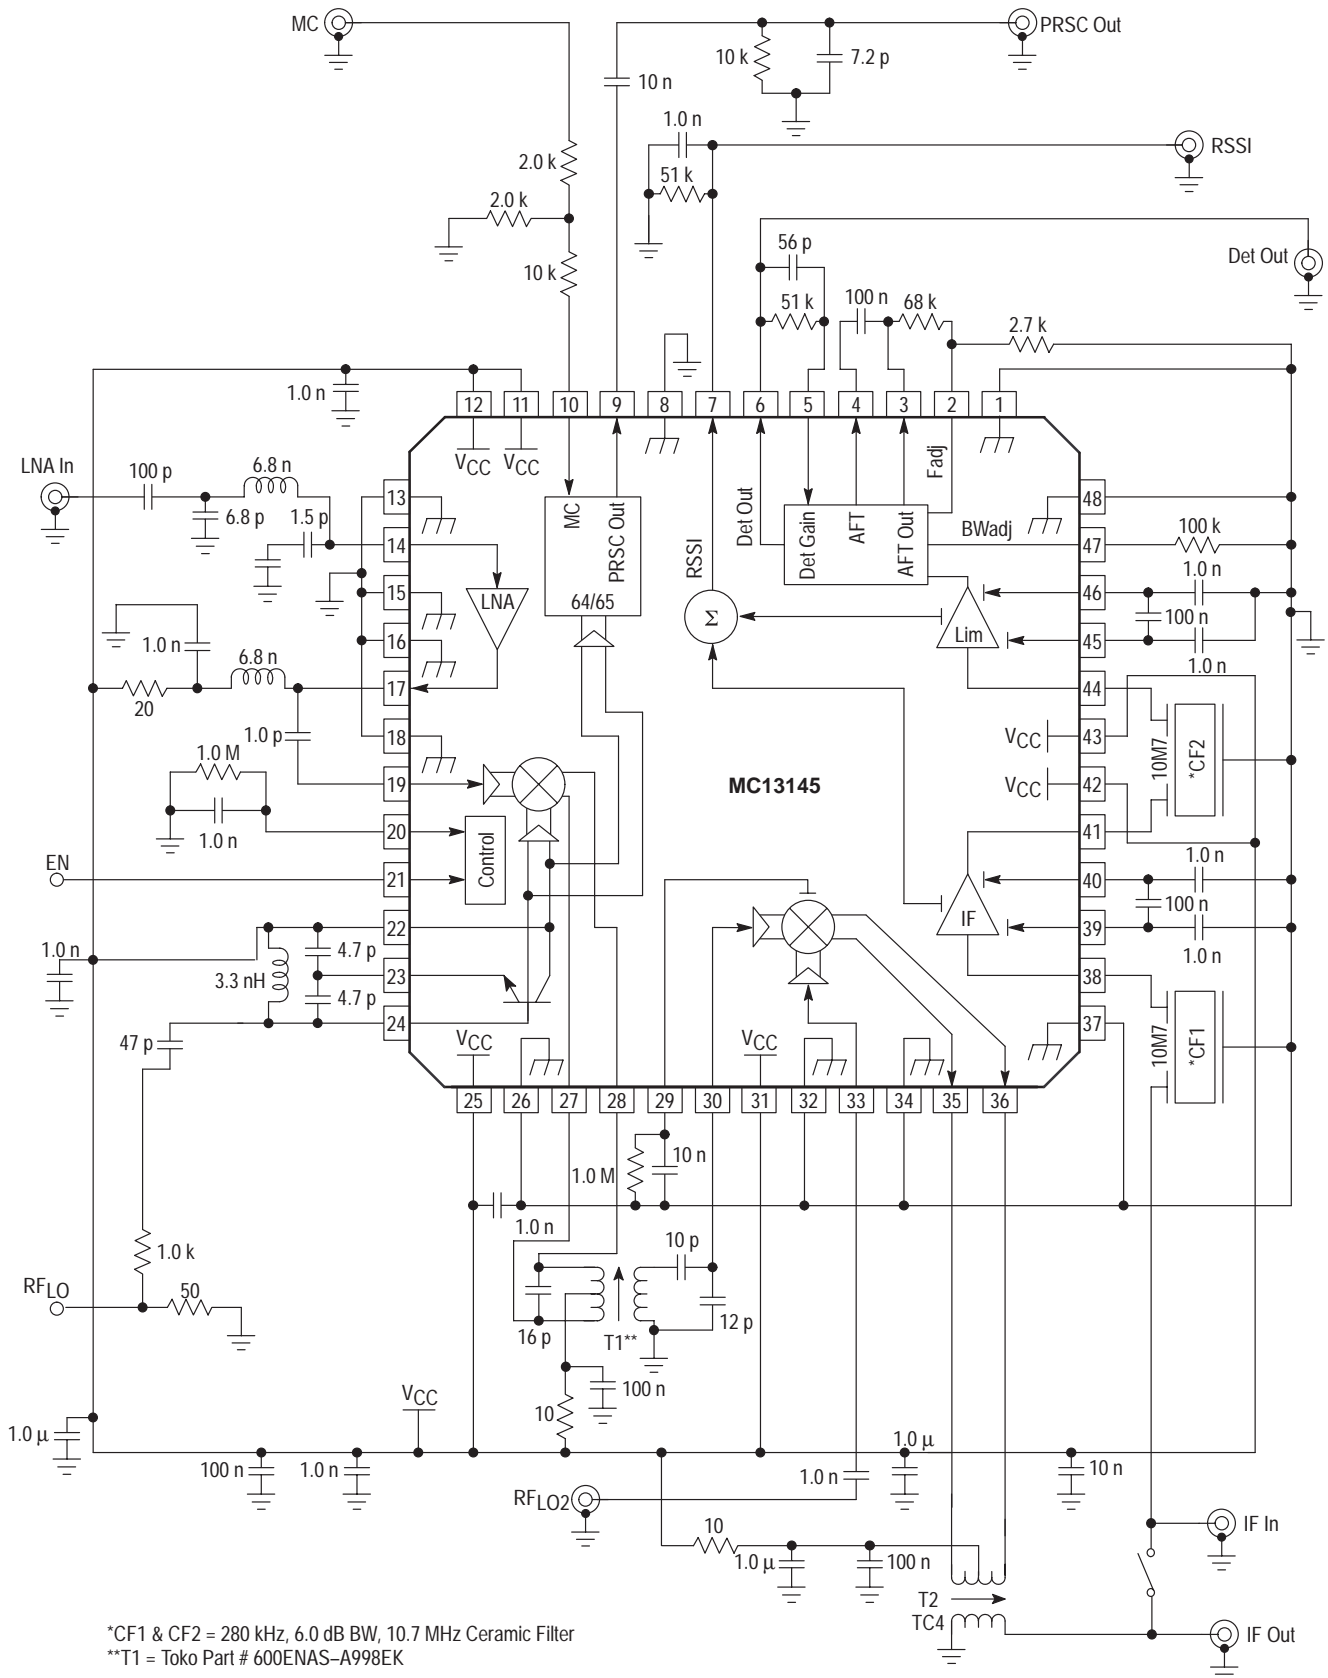 MC
PRSC Out
10 k
7.2 p
10 n
1.0 n
RSSI
2.0 k
51 k
2.0 k
56 p
Det Out
10 k
51 k
100 n
68 k
2.7 k
1.0 n
12
11
10
9
8
7
6
5
4
3
2
1
VCC
VCC
LNA In
100 p
6.8 n
6.8 p
1.5 p
13
14
15
16
17
18
19
20
21
22
23
24
MC
PRSC Out
64/65
LNA
RSSI
Det Out
Det Gain
AFT
AFT Out
Fadj
BWadj
Σ
Lim
48
47
46
45
44
43
42
41
40
39
38
37
100 k
1.0 n
100 n
1.0 n
1.0 n
6.8 n
20
1.0 p
1.0 M
1.0 n
VCC
VCC
10M7
*CF2
MC13145
Control
EN
1.0 n
100 n
1.0 n
IF
1.0 n
3.3 nH
4.7 p
4.7 p
47 p
10M7
*CF1
VCC
VCC
25
26
27
28
29
30
31
32
33
34
35
36
1.0 M
10 n
1.0 n
1.0 k
10 p
RFLO
50
16 p
T1**
12 p
100 n
10
VCC
1.0 µ
100 n
1.0 n
1.0 µ
1.0 n
10 n
RFLO2
10
1.0 µ
100 n
IF In
T2
TC4
IF Out
*CF1 & CF2 = 280 kHz, 6.0 dB BW, 10.7 MHz Ceramic Filter
**T1 = Toko Part # 600ENAS–A998EK